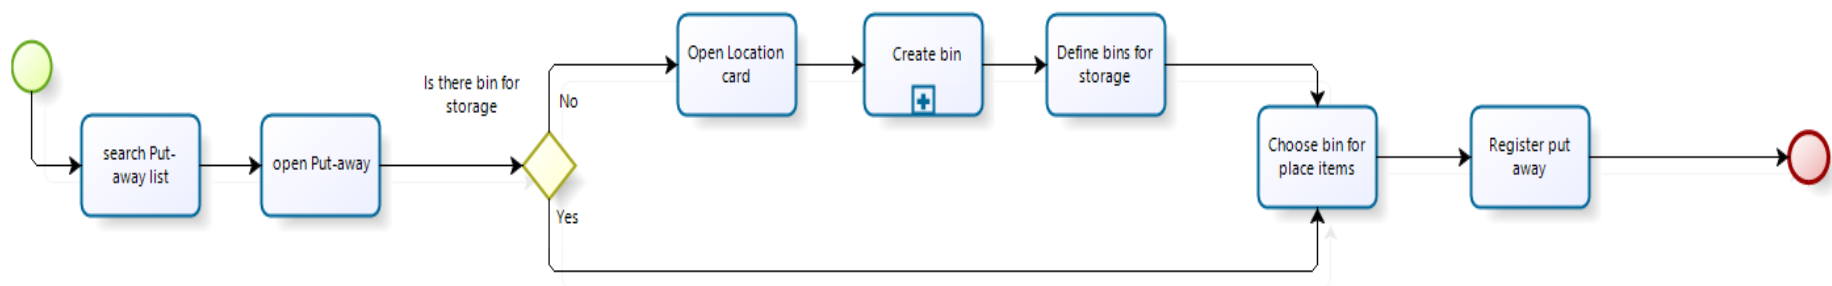 search Put-
away list
open Put-away
Is there bin for
storage
No
Open Location
card
Create bin
Define bins for
storage
Yes
Choose bin for
place items
Register put
away